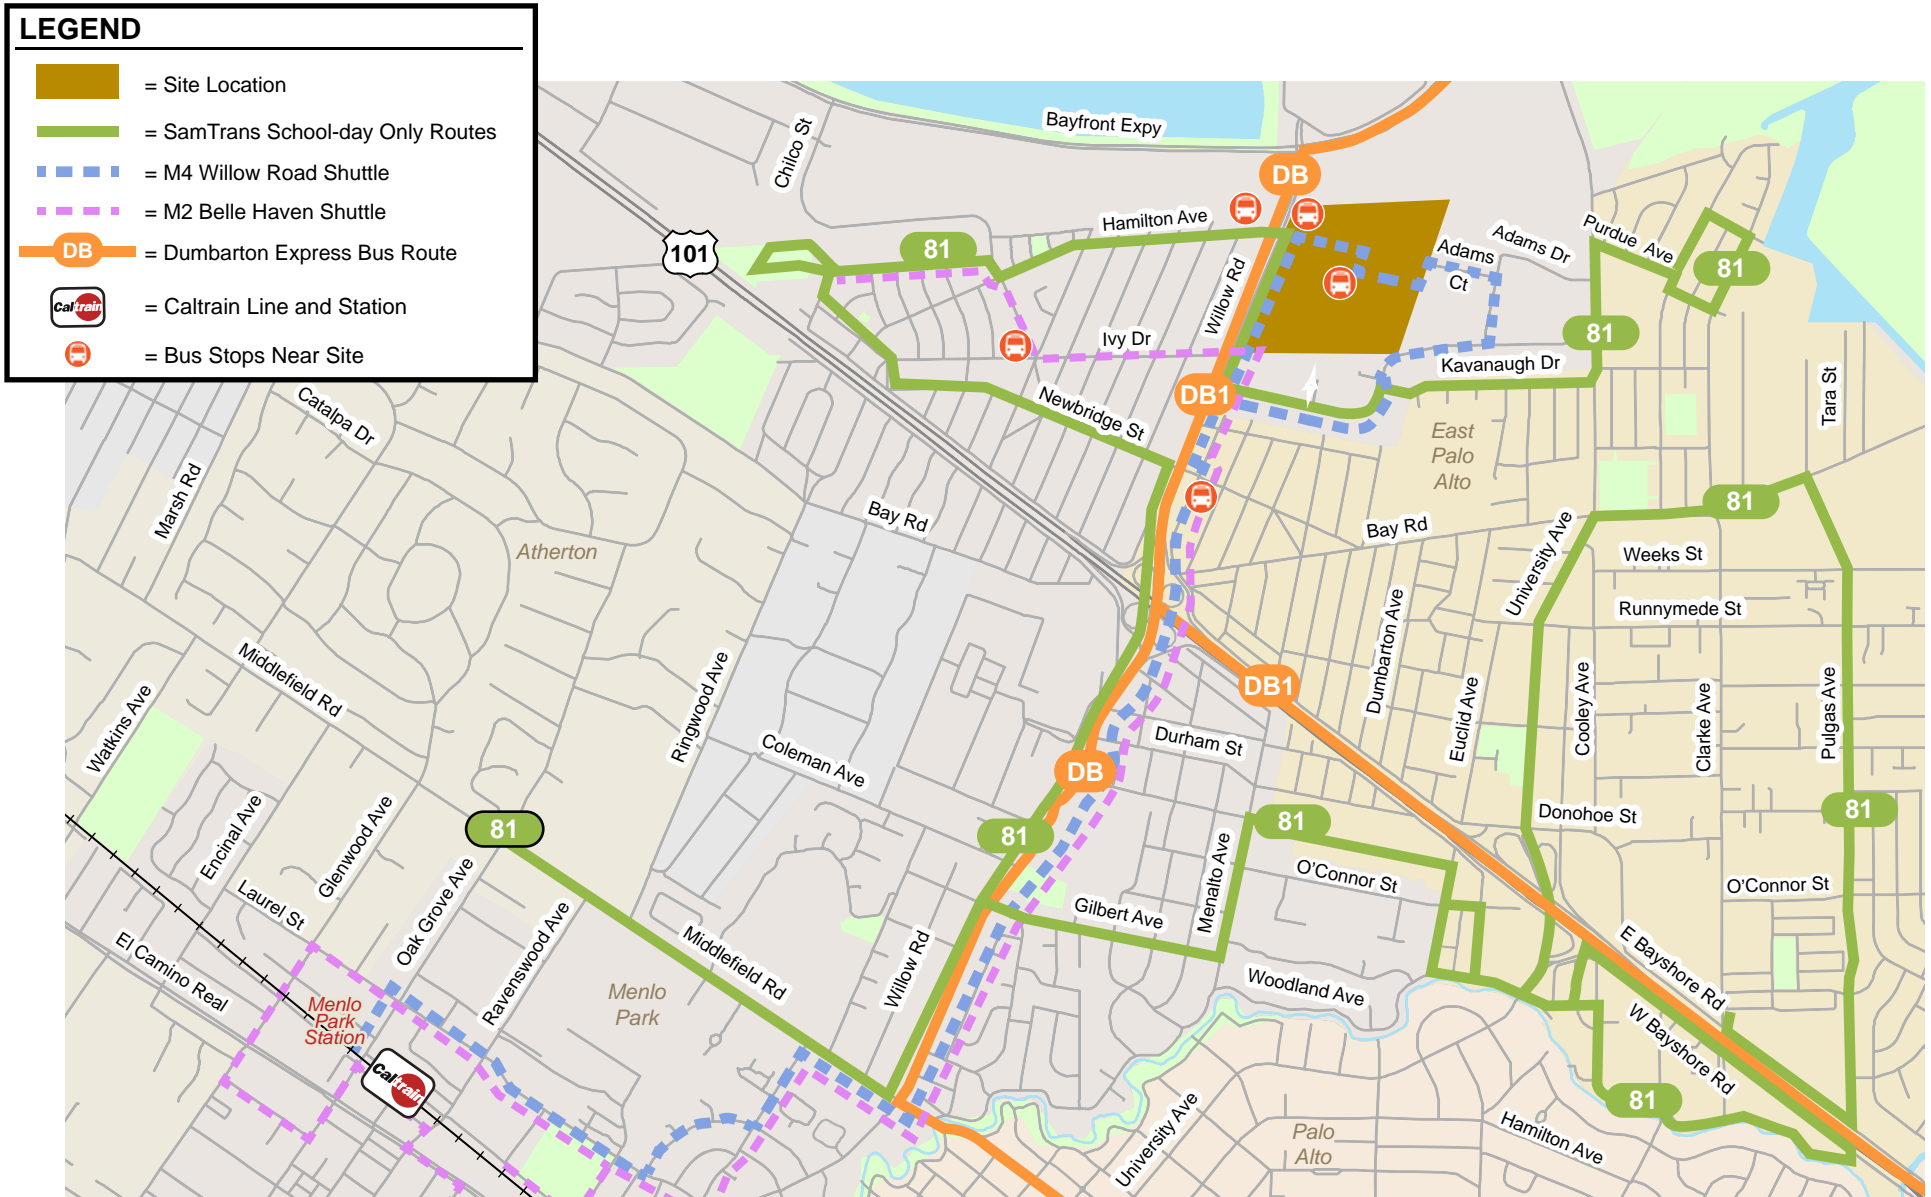 LEGEND
= Site Location
= SamTrans School-day Only Routes
= M4 Willow Road Shuttle
= M2 Belle Haven Shuttle
DB
= Dumbarton Express Bus Route
Caltrain
= Caltrain Line and Station
= Bus Stops Near Site
Bayfront Expy
Chilco St
DB
Hamilton Ave
81
101
Willow Rd
Adams
Ct
Adams Dr
Purdue Ave
81
81
Ivy Dr
Kavanaugh Dr
DB1
Newbridge St
Catalpa Dr
Tara St
East
Palo
Alto
Marsh Rd
Bay Rd
Bay Rd
81
University Ave
Weeks St
Atherton
Runnymede St
Dumbarton Ave
Middlefield Rd
Watkins Ave
Ringwood Ave
DB1
Euclid Ave
Cooley Ave
Clarke Ave
Pulgas Ave
Durham St
Coleman Ave
DB
81
Encinal Ave
Glenwood Ave
81
81
81
Donohoe St
Menalto Ave
O'Connor St
O'Connor St
Laurel St
Oak Grove Ave
Gilbert Ave
El Camino Real
Ravenswood Ave
Middlefield Rd
Willow Rd
Woodland Ave
E Bayshore Rd
W Bayshore Rd
Menlo
Park
Station
Menlo
Park
Caltrain
81
University Ave
Palo
Alto
Hamilton Ave